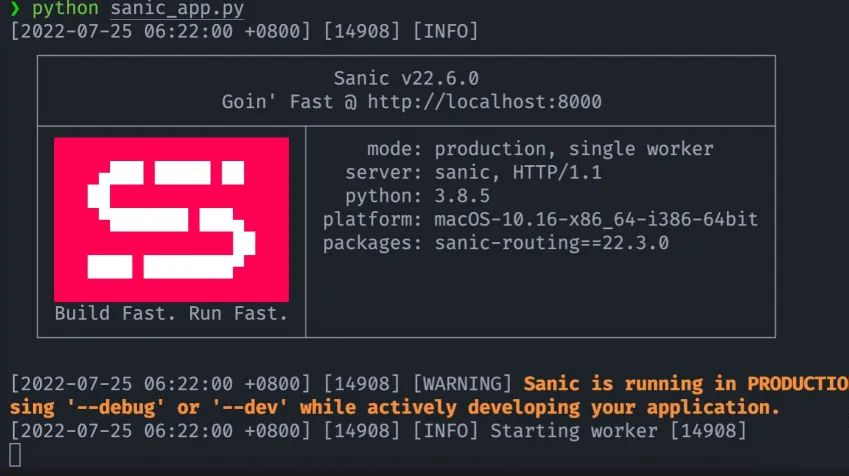 ❯ python sanic_app.py
[2022-07-25 06:22:00 +0800] [14908] [INFO]
Sanic v22.6.0
Goin' Fast @ http://localhost:8000
mode: production, single worker
server: sanic, HTTP/1.1
python: 3.8.5
platform: macOS-10.16-x86_64-i386-64bit
packages: sanic-routing==22.3.0
Build Fast. Run Fast.
[2022-07-25 06:22:00 +0800] [14908] [WARNING] Sanic is running in PRODUCTIO
sing '--debug' or '--dev' while actively developing your application.
[2022-07-25 06:22:00 +0800] [14908] [INFO] Starting worker [14908]